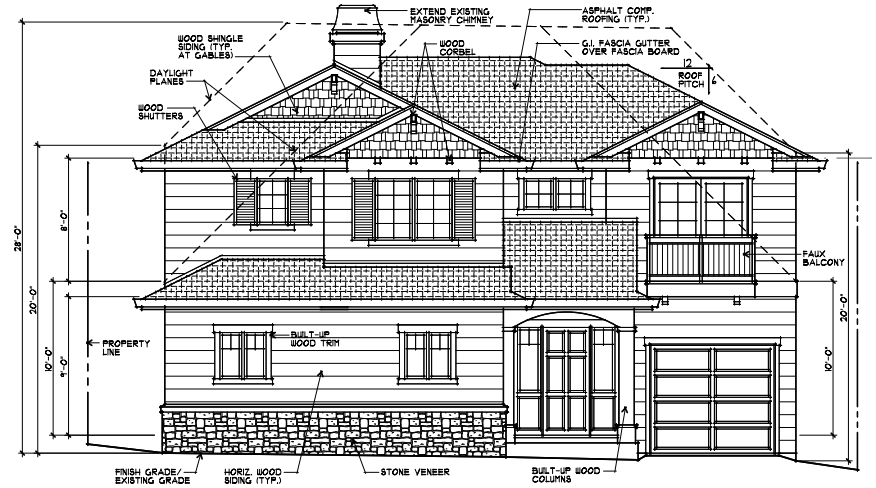 EXTEND EXISTING
MASONRY CHIMNEY
ASPHALT COMP.
ROOFING (TYP.)
WOOD SHINGLE
SIDING (TYP.
AT GABLES)
WOOD
CORBEL
G.I. FASCIA GUTTER
OVER FASCIA BOARD
DAYLIGHT
PLANES
12
ROOF
PITCH
6
WOOD
SHUTTERS
28'-0"
8'-0"
20'-0"
FAUX
BALCONY
20'-0"
PROPERTY
LINE
BUILT-UP
WOOD TRIM
10'-0"
9'-0"
10'-0"
FINISH GRADE/
EXISTING GRADE
HORIZ. WOOD
SIDING (TYP.)
STONE VENEER
BUILT-UP WOOD
COLUMNS